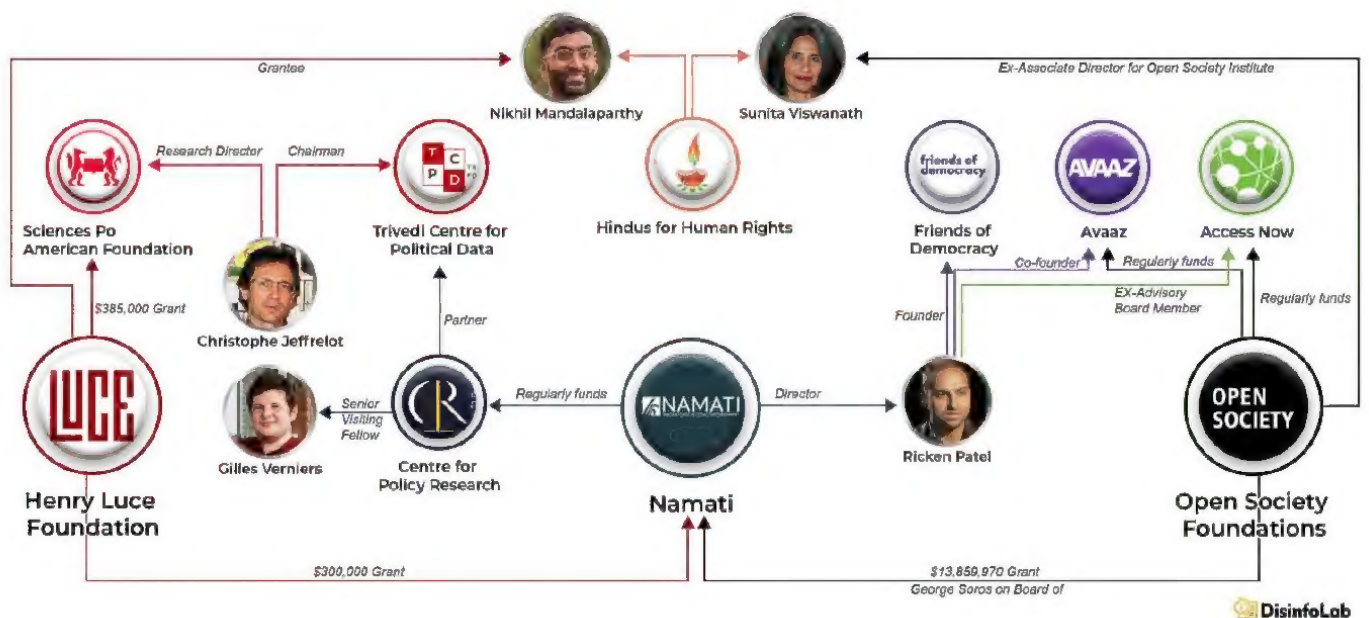 Grantee
Ex-Associate Director for Open Society Institute
Nikhil Mandalaparthy
Sunita Viswanath
Research Director
Chairman
T C
P D
friends of
democracy
AVAAZ
Sciences Po
American Foundation
Trivedi Centre for
Political Data
Hindus for Human Rights
Friends of
Democracy
Avaaz
Access Now
Co-founder
Regularly funds
$385,000 Grant
EX-Advisory
Board Member
Regularly funds
Christophe Jeffrelot
Partner
Founder
LUCE
Senior
Visiting
Fellow
CPR
Regularly funds
NAMATI
Director
OPEN
SOCIETY
Gilles Verniers
Centre for
Policy Research
Ricken Patel
Henry Luce
Foundation
Namati
Open Society
Foundations
$300,000 Grant
$13,859,970 Grant
George Soros on Board of
DisinfoLab